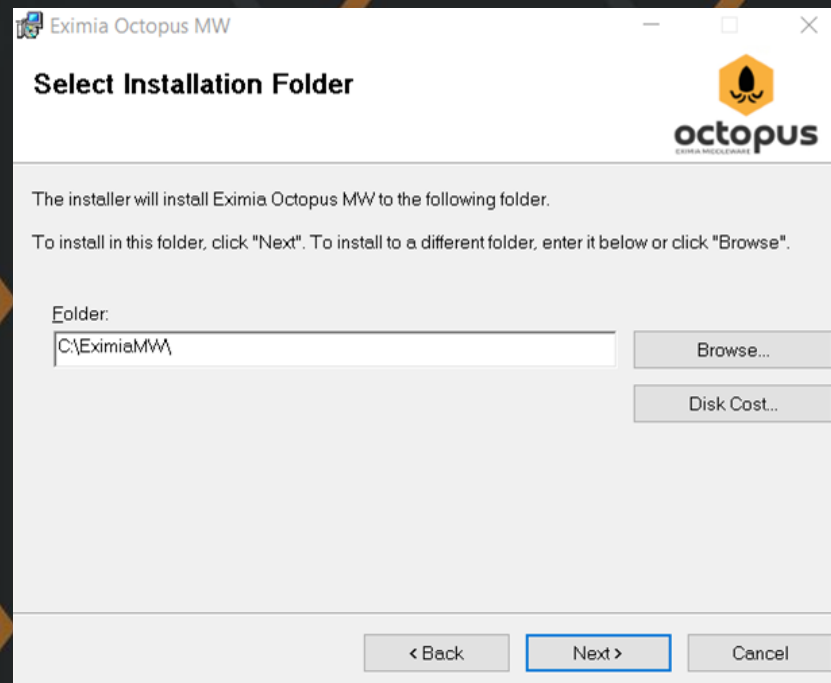 Eximia Octopus MW
Select Installation Folder
octopus
EXIMIA MIDDLEWARE
The installer will install Eximia Octopus MW to the following folder.
To install in this folder, click "Next". To install to a different folder, enter it below or click "Browse".
Folder:
C:\EximiaMW\
Browse...
Disk Cost...
< Back
Next >
Cancel